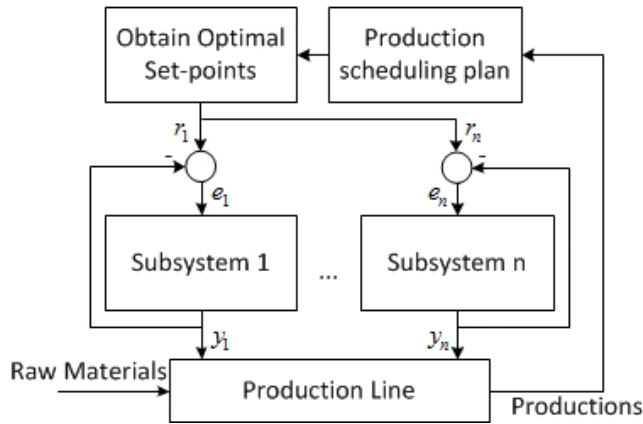 Obtain Optimal
Set-points
Production
scheduling plan
r1
rn
-
-
e1
en
Subsystem 1
...
Subsystem n
y1
yn
Raw Materials
Production Line
Productions